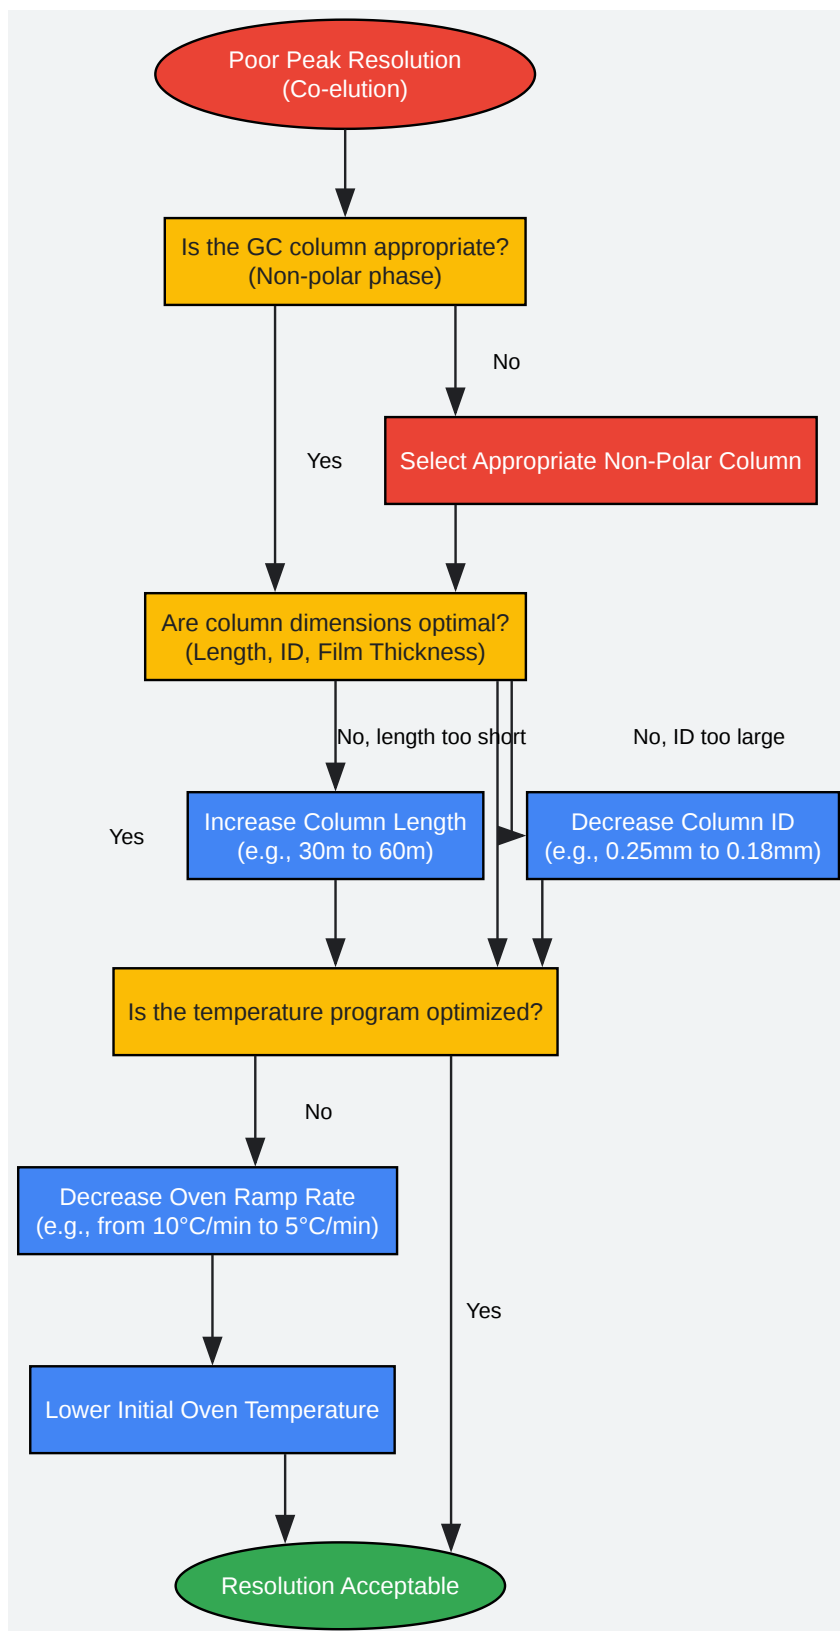 Poor Peak Resolution
(Co-elution)
Is the GC column appropriate?
(Non-polar phase)
No
Yes
Select Appropriate Non-Polar Column
Are column dimensions optimal?
(Length, ID, Film Thickness)
No, length too short
No, ID too large
Yes
Increase Column Length
(e.g., 30m to 60m)
Decrease Column ID
(e.g., 0.25mm to 0.18mm)
Is the temperature program optimized?
No
Decrease Oven Ramp Rate
(e.g., from 10°C/min to 5°C/min)
Yes
Lower Initial Oven Temperature
Resolution Acceptable